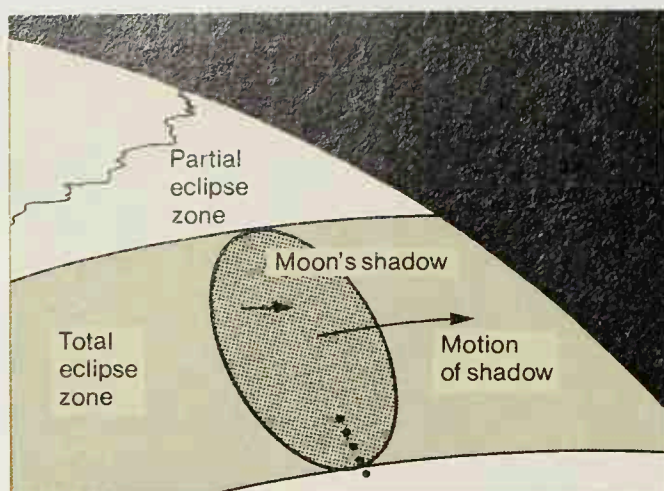 Partial
eclipse
zone
Moon's shadow
Total
eclipse
zone
Motion
of shadow